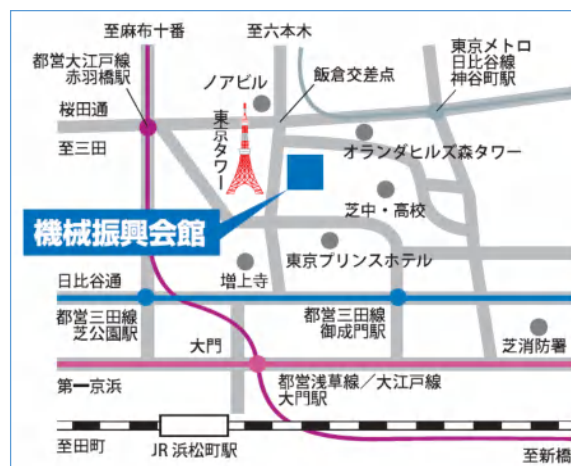 至麻布十番
至六本木
都営大江戸線
赤羽橋駅
ノアビル
飯倉交差点
東京メトロ
日比谷線
神谷町駅
桜田通
至三田
東京タワー
オランダヒルズ森タワー
芝中・高校
機械振興会館
東京プリンスホテル
増上寺
日比谷通
都営三田線
芝公園駅
都営三田線
御成門駅
大門
芝消防署
第一京浜
都営浅草線／大江戸線
大門駅
至田町
JR浜松町駅
至新橋